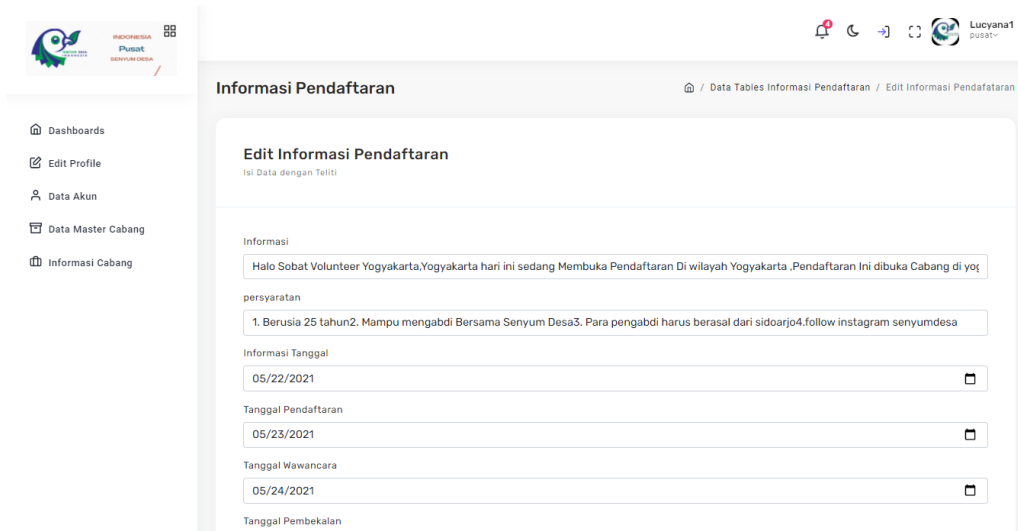 INDONESIA
Pusat
SENYUM DESA
4
Lucyana1
pusat
Informasi Pendaftaran
/ Data Tables Informasi Pendaftaran / Edit Informasi Pendafataran
Dashboards
Edit Profile
Data Akun
Data Master Cabang
Informasi Cabang
Edit Informasi Pendaftaran
Isi Data dengan Teliti
Informasi
Halo Sobat Volunteer Yogyakarta,Yogyakarta hari ini sedang Membuka Pendaftaran Di wilayah Yogyakarta ,Pendaftaran Ini dibuka Cabang di yog
persyaratan
1. Berusia 25 tahun2. Mampu mengabdi Bersama Senyum Desa3. Para pengabdi harus berasal dari sidoarjo4.follow instagram senyumdesa
Informasi Tanggal
05/22/2021
Tanggal Pendaftaran
05/23/2021
Tanggal Wawancara
05/24/2021
Tanggal Pembekalan